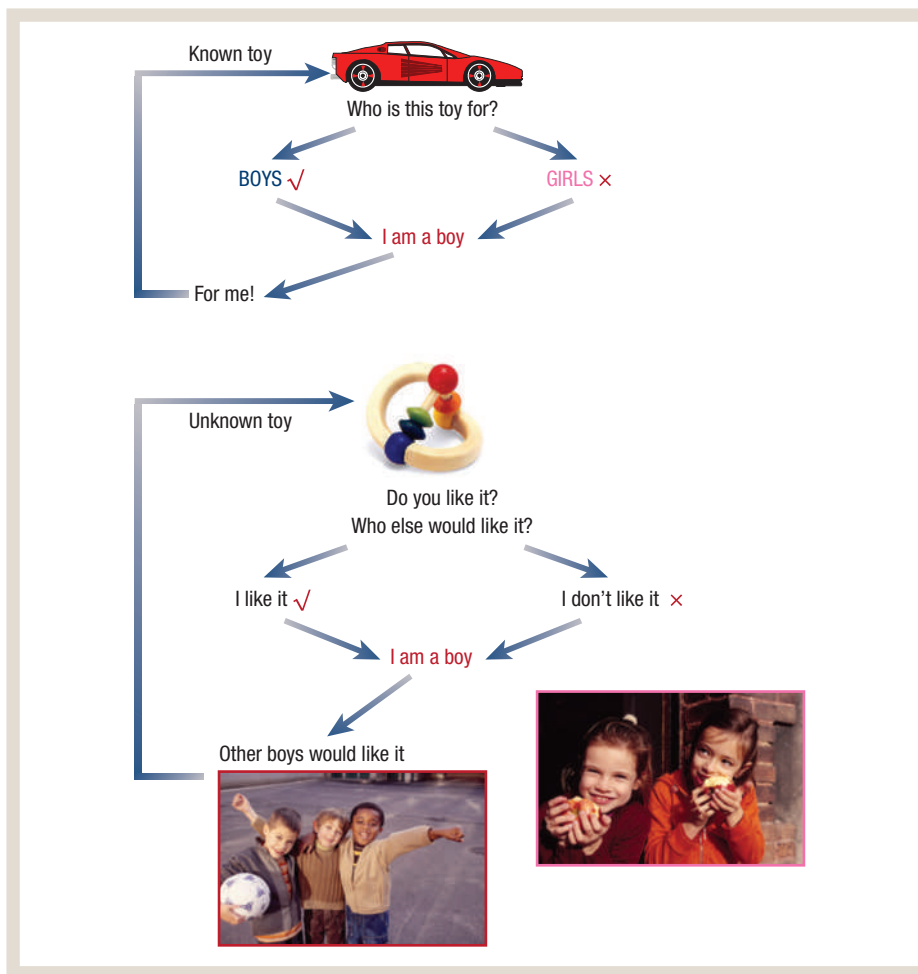 Known toy
Who is this toy for?
BOYS √
GIRLS ×
I am a boy
For me!
Unknown toy
Do you like it?
Who else would like it?
I like it √
I don’t like it ×
I am a boy
Other boys would like it